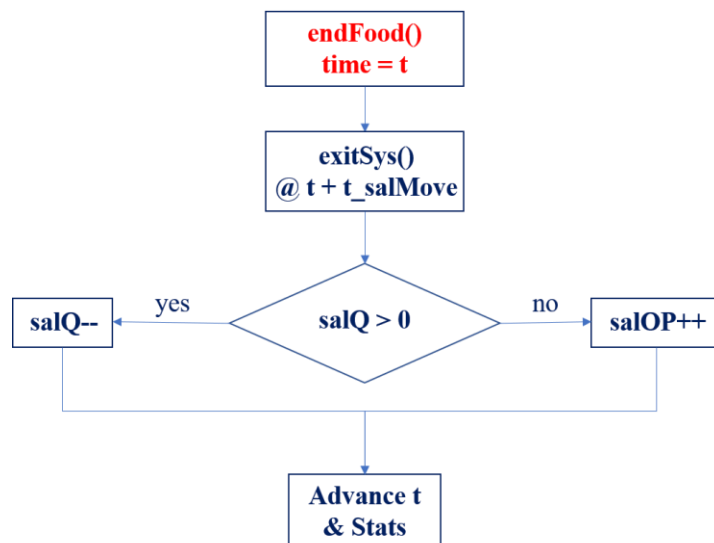 endFood()
time = t
exitSys()
@ t + t_salMove
salQ > 0
yes
no
salQ--
salOP++
Advance t
& Stats